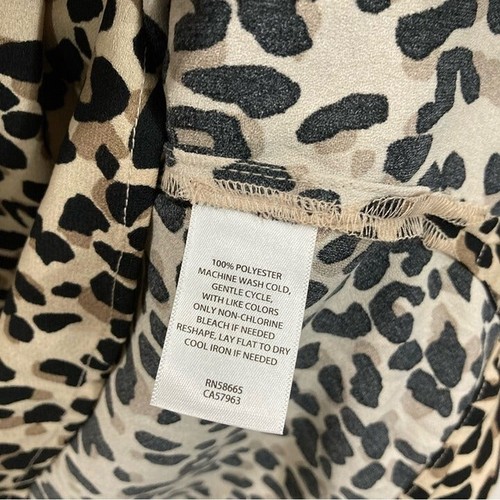 100% POLYESTER
MACHINE WASH COLD,
GENTLE CYCLE,
WITH LIKE COLORS
ONLY NON-CHLORINE
BLEACH IF NEEDED
RESHAPE, LAY FLAT TO DRY
COOL IRON IF NEEDED
RN58665
CA57963